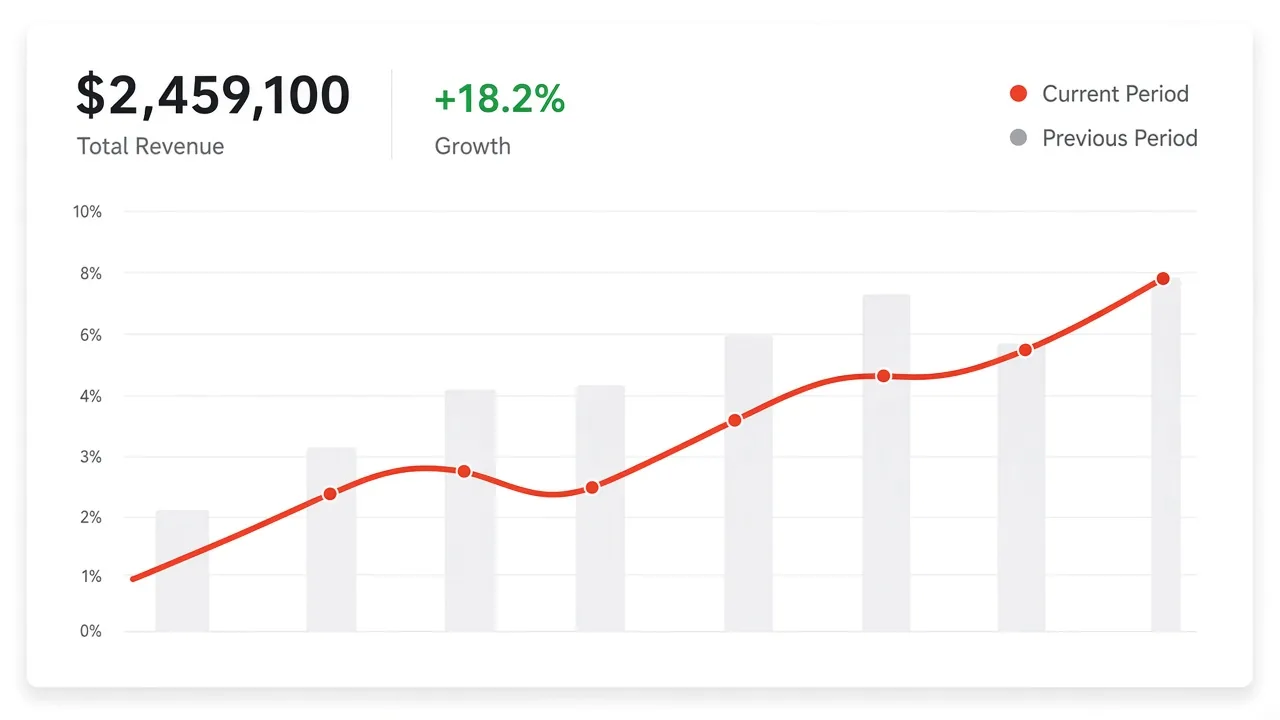 $2,459,100
Total Revenue
+18.2%
Growth
Current Period
Previous Period
10%
8%
6%
4%
3%
2%
1%
0%